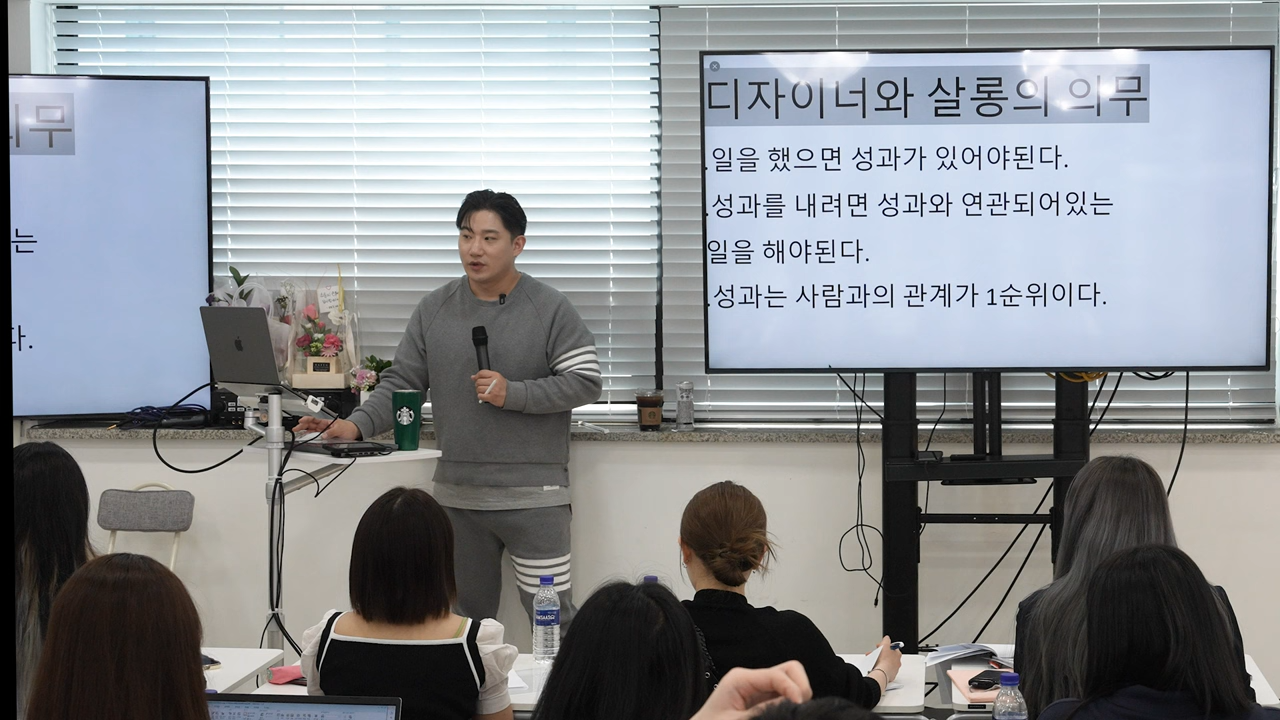 디자이너와 살롱의 의무
.일을 했으면 성과가 있어야된다.
.성과를 내려면 성과와 연관되어있는
일을 해야된다.
.성과는 사람과의 관계가 1순위이다.
무
는
다.